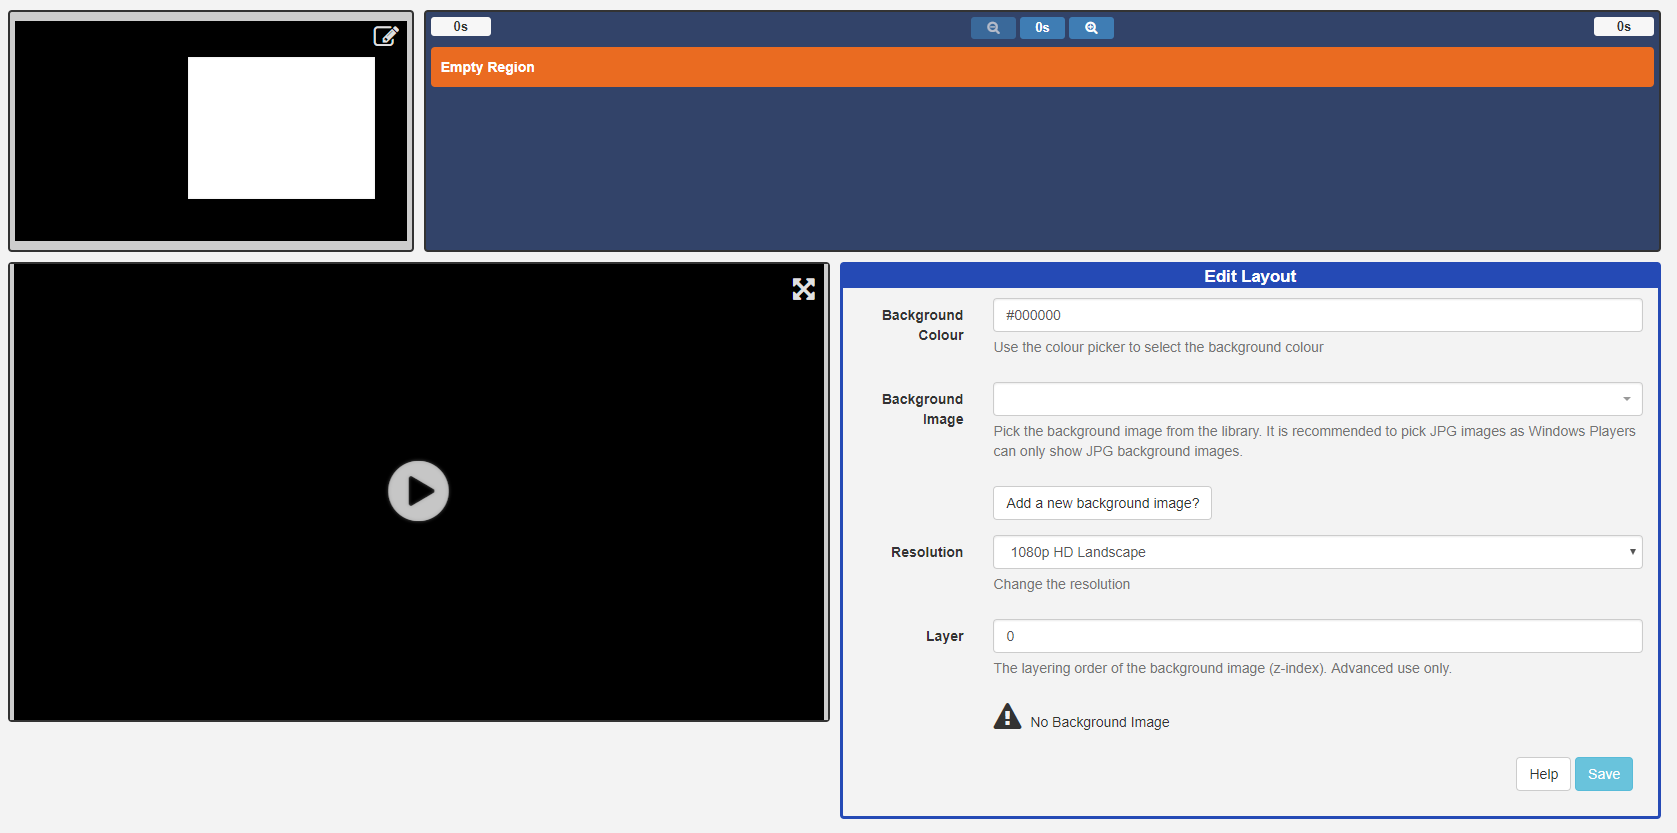 0s
0s
0s
Empty Region
Edit Layout
Background Colour
#000000
Use the colour picker to select the background colour
Background Image
Pick the background image from the library. It is recommended to pick JPG images as Windows Players
can only show JPG background images.
Add a new background image?
Resolution
1080p HD Landscape
Change the resolution
Layer
0
The layering order of the background image (z-index). Advanced use only.
No Background Image
Help
Save